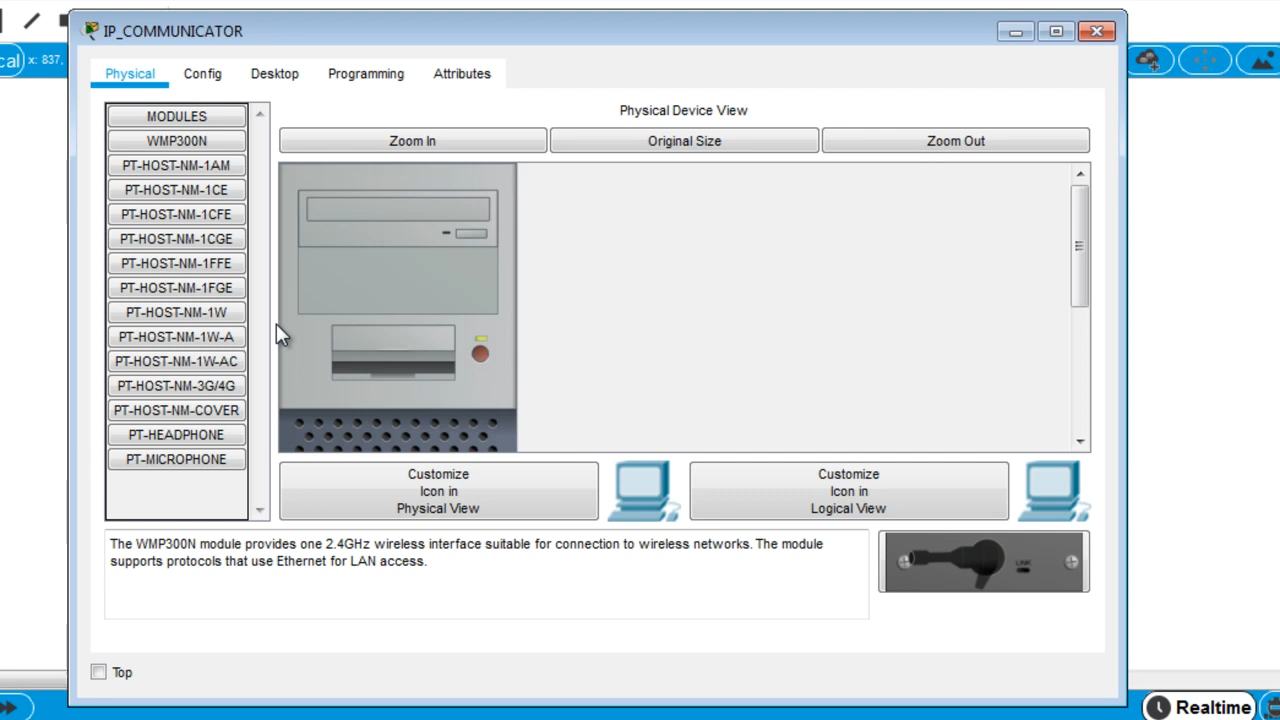 IP_COMMUNICATOR
cal
x: 837,
Physical
Config
Desktop
Programming
Attributes
MODULES
WMP300N
PT-HOST-NM-1AM
PT-HOST-NM-1CE
PT-HOST-NM-1CFE
PT-HOST-NM-1CGE
PT-HOST-NM-1FFE
PT-HOST-NM-1FGE
PT-HOST-NM-1W
PT-HOST-NM-1W-A
PT-HOST-NM-1W-AC
PT-HOST-NM-3G/4G
PT-HOST-NM-COVER
PT-HEADPHONE
PT-MICROPHONE
Physical Device View
Zoom In
Original Size
Zoom Out
Customize
Icon in
Physical View
Customize
Icon in
Logical View
The WMP300N module provides one 2.4GHz wireless interface suitable for connection to wireless networks. The module
supports protocols that use Ethernet for LAN access.
LINK
Top
Realtime